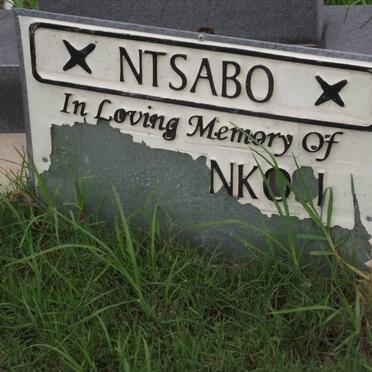 NTSABO
In Loving Memory Of